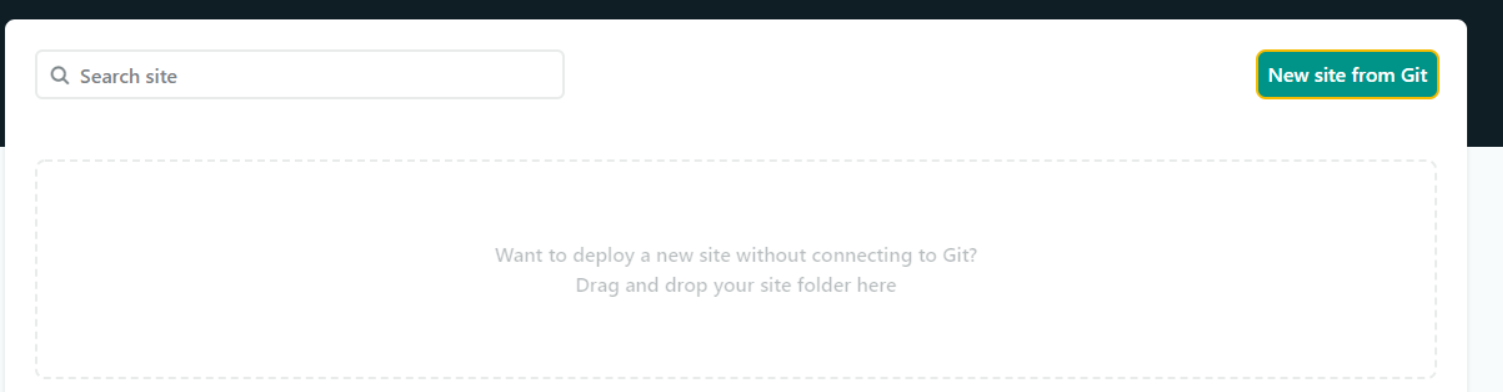 Search site
New site from Git
Want to deploy a new site without connecting to Git?
Drag and drop your site folder here